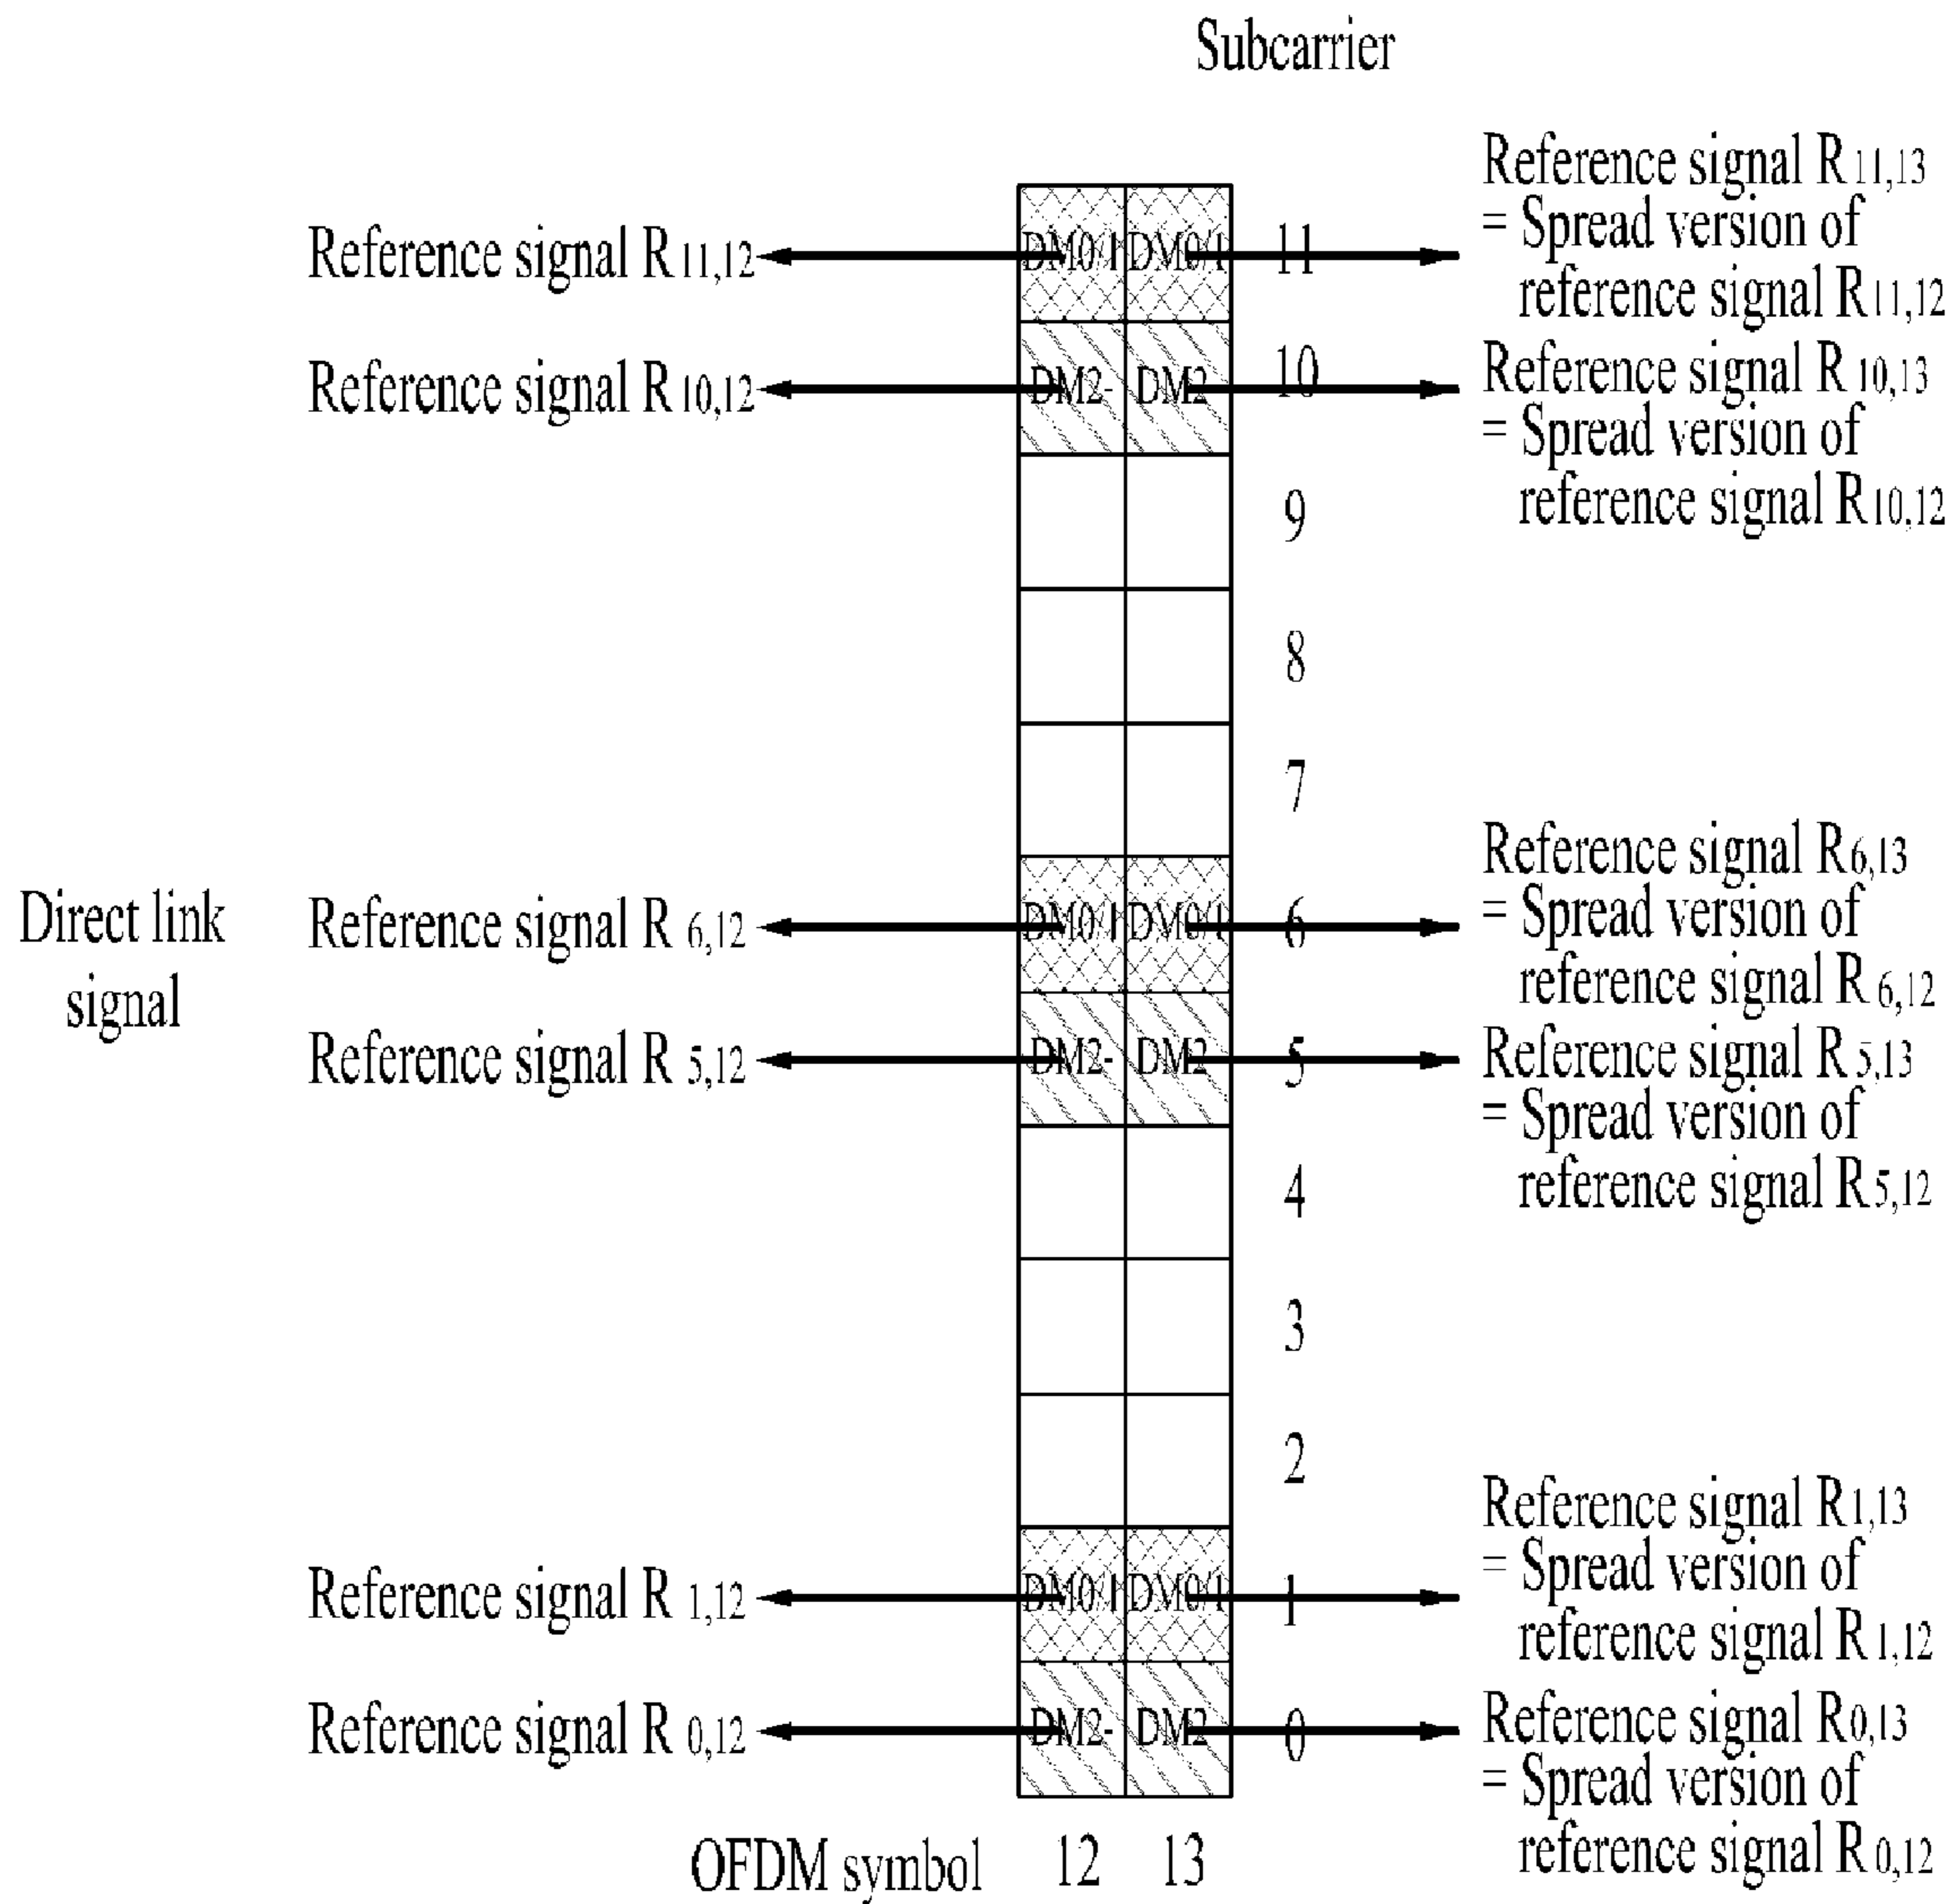 Subcarrier
Reference signal R11,12
DM0/1 DM0/1
11
Reference signal R11,13
= Spread version of
reference signal R11,12
Reference signal R10,12
DM2 DM2
10
Reference signal R10,13
= Spread version of
reference signal R10,12
9
8
7
Direct link
signal
Reference signal R 6,12
DM0/1 DM0/1
6
Reference signal R6,13
= Spread version of
reference signal R6,12
Reference signal R 5,12
DM2 DM2
5
Reference signal R5,13
= Spread version of
reference signal R5,12
4
3
2
Reference signal R 1,12
DM0/1 DM0/1
1
Reference signal R1,13
= Spread version of
reference signal R1,12
Reference signal R 0,12
DM2 DM2
0
Reference signal R0,13
= Spread version of
reference signal R0,12
OFDM symbol 12 13